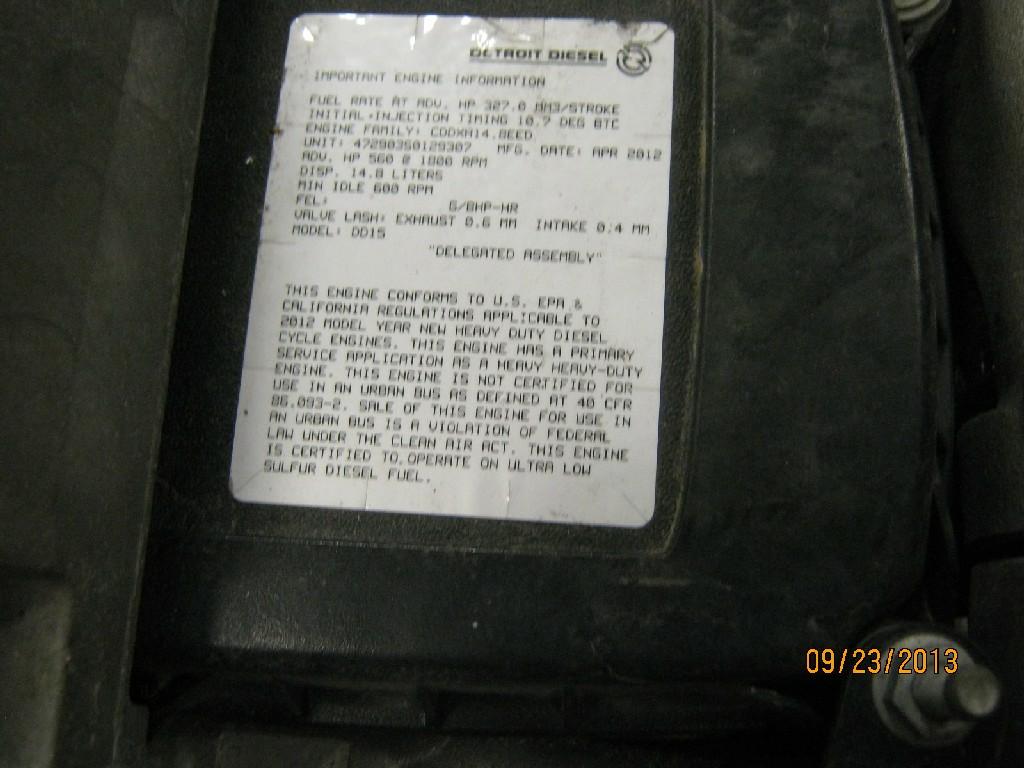 DETROIT DIESEL
IMPORTANT ENGINE INFORMATION
FUEL RATE AT ADV. HP 327.0 MM3/STROKE
INITIAL INJECTION TIMING 10.7 DEG BTC
ENGINE FAMILY: CDDXH14.8EED
UNIT: 472903S0129307 MFG. DATE: APR 2012
ADV. HP 560 @ 1800 RPM
DISP. 14.8 LITERS
MIN IDLE 600 RPM
FEL: G/BHP-HR
VALVE LASH: EXHAUST 0.6 MM INTAKE 0.4 MM
MODEL: DD15
"DELEGATED ASSEMBLY"
THIS ENGINE CONFORMS TO U.S. EPA &
CALIFORNIA REGULATIONS APPLICABLE TO
2012 MODEL YEAR NEW HEAVY DUTY DIESEL
CYCLE ENGINES. THIS ENGINE HAS A PRIMARY
SERVICE APPLICATION AS A HEAVY HEAVY-DUTY
ENGINE. THIS ENGINE IS NOT CERTIFIED FOR
USE IN AN URBAN BUS AS DEFINED AT 40 CFR
86.093-2. SALE OF THIS ENGINE FOR USE IN
AN URBAN BUS IS A VIOLATION OF FEDERAL
LAW UNDER THE CLEAN AIR ACT. THIS ENGINE
IS CERTIFIED TO OPERATE ON ULTRA LOW
SULFUR DIESEL FUEL.
09/23/2013